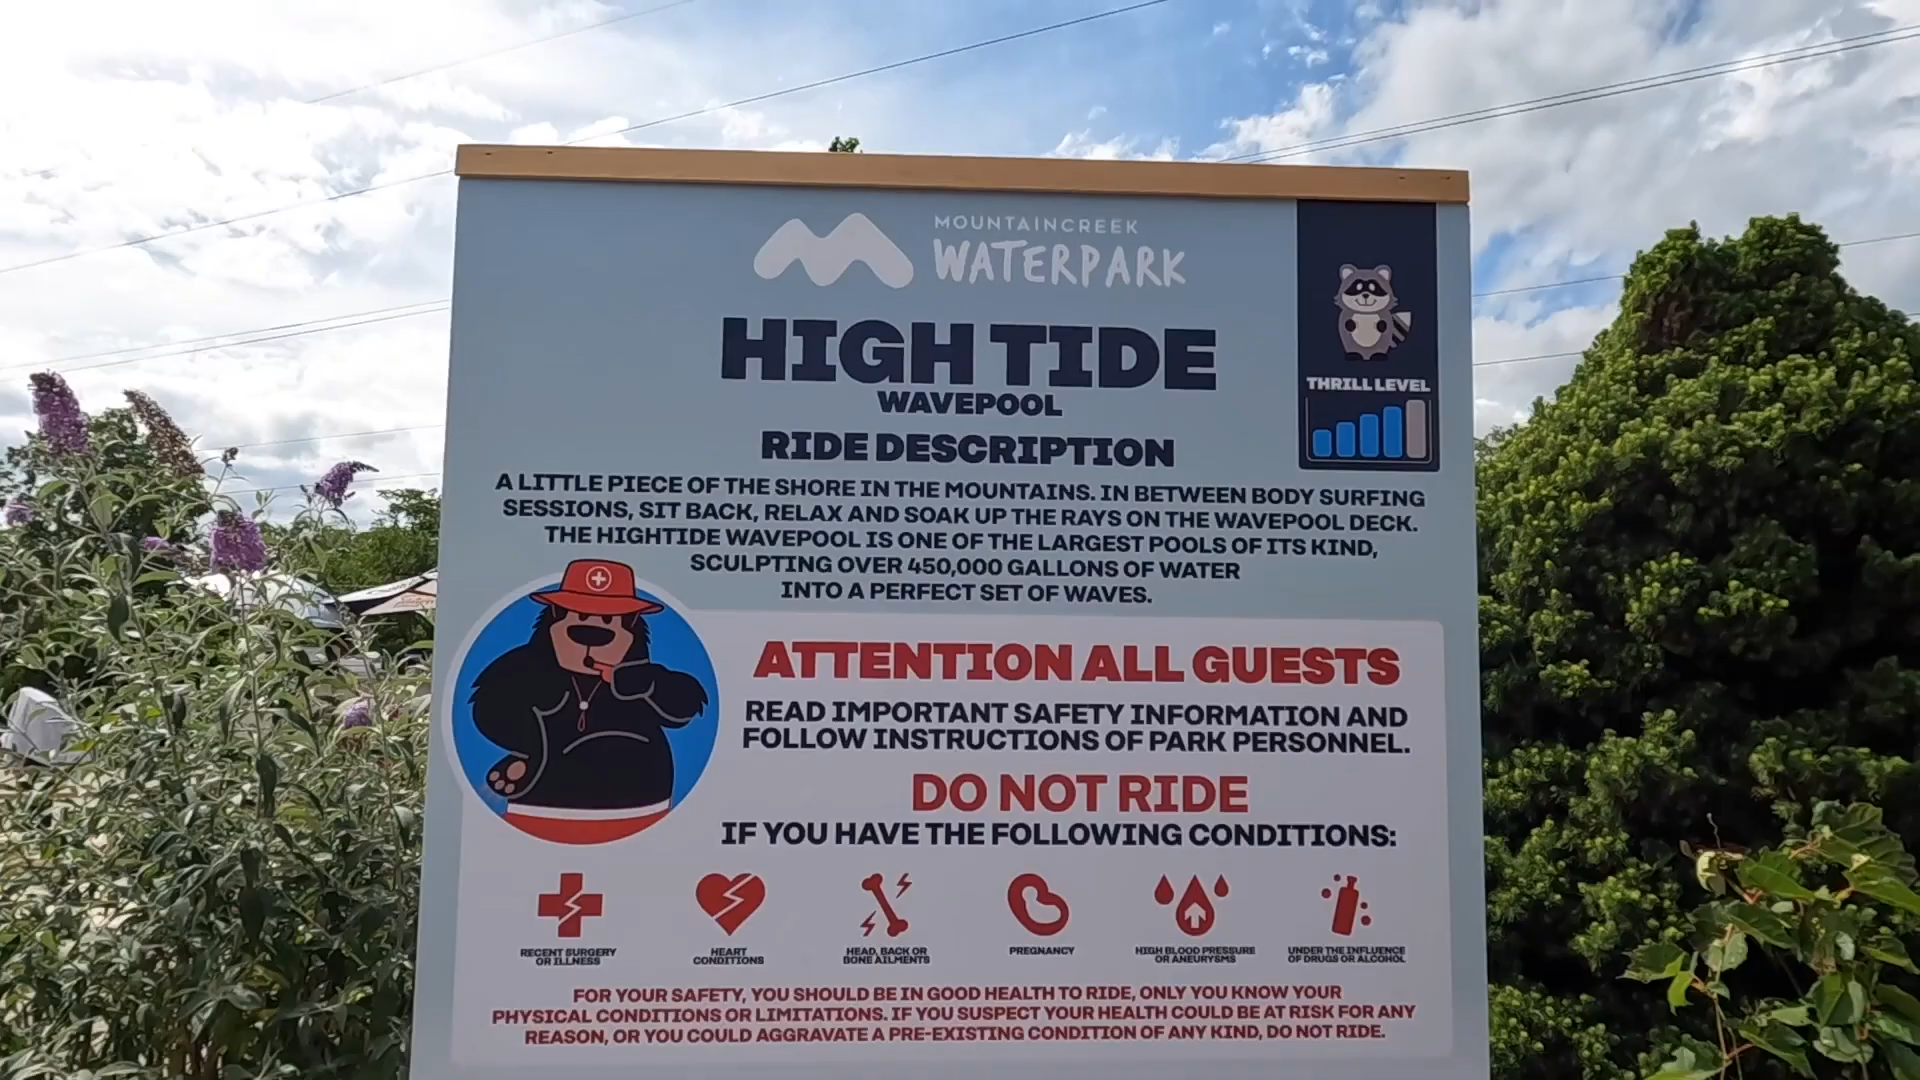 MOUNTAINCREEK
WATERPARK
HIGH TIDE
WAVEPOOL
THRILL LEVEL
RIDE DESCRIPTION
A LITTLE PIECE OF THE SHORE IN THE MOUNTAINS. IN BETWEEN BODY SURFING
SESSIONS, SIT BACK, RELAX AND SOAK UP THE RAYS ON THE WAVEPOOL DECK.
THE HIGHTIDE WAVEPOOL IS ONE OF THE LARGEST POOLS OF ITS KIND,
SCULPTING OVER 450,000 GALLONS OF WATER
INTO A PERFECT SET OF WAVES.
ATTENTION ALL GUESTS
READ IMPORTANT SAFETY INFORMATION AND
FOLLOW INSTRUCTIONS OF PARK PERSONNEL.
DO NOT RIDE
IF YOU HAVE THE FOLLOWING CONDITIONS:
RECENT SURGERY
OR ILLNESS
HEART
CONDITIONS
HEAD, BACK OR
BONE AILMENTS
PREGNANCY
HIGH BLOOD PRESSURE
OR ANEURYSMS
UNDER THE INFLUENCE
OF DRUGS OR ALCOHOL
FOR YOUR SAFETY, YOU SHOULD BE IN GOOD HEALTH TO RIDE, ONLY YOU KNOW YOUR
PHYSICAL CONDITIONS OR LIMITATIONS. IF YOU SUSPECT YOUR HEALTH COULD BE AT RISK FOR ANY
REASON, OR YOU COULD AGGRAVATE A PRE-EXISTING CONDITION OF ANY KIND, DO NOT RIDE.